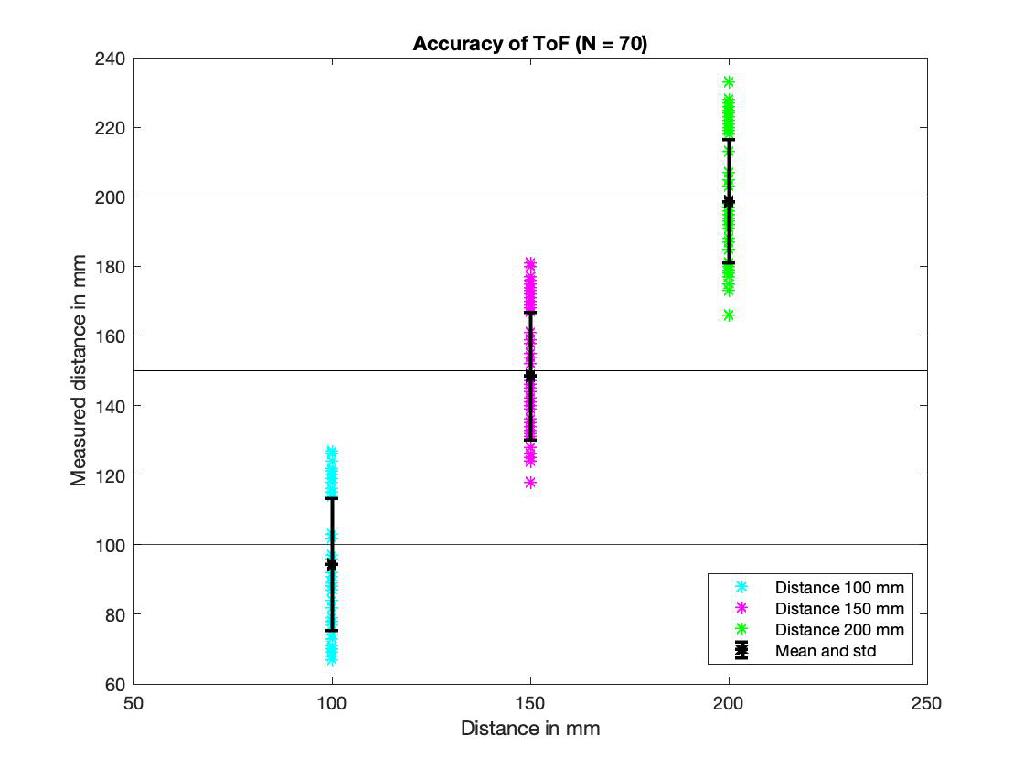 Accuracy of ToF (N = 70)
240
220
200
180
160
140
120
100
80
60
Measured distance in mm
50
100
150
200
250
Distance in mm
Distance 100 mm
Distance 150 mm
Distance 200 mm
Mean and std